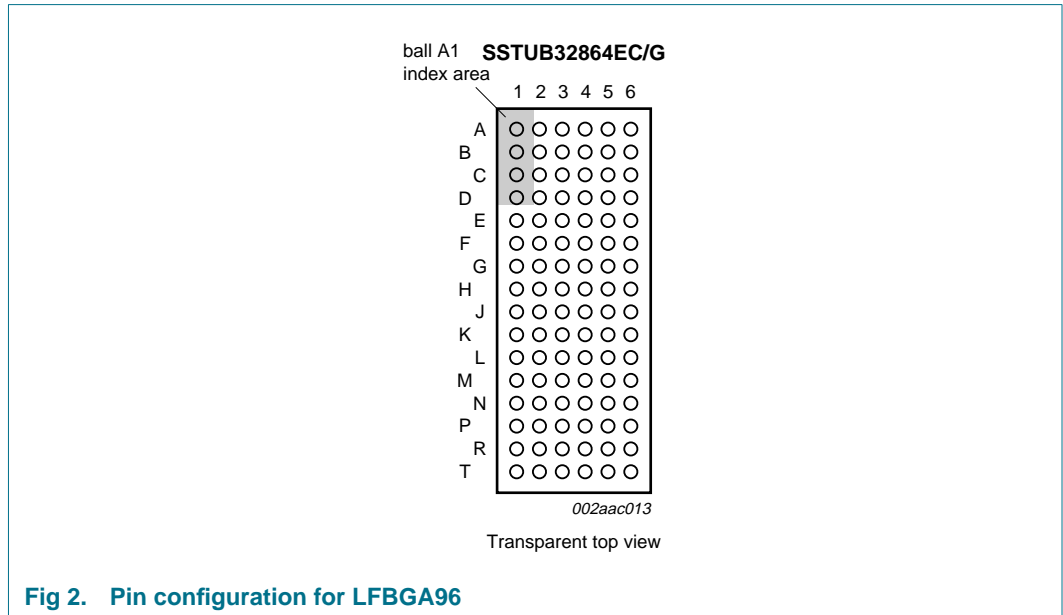 ball A1 SSTUB32864EC/G
index area
1 2 3 4 5 6
A
B
C
D
E
F
G
H
J
K
L
M
N
P
R
T
002aac013
Transparent top view
Fig 2. Pin configuration for LFBGA96